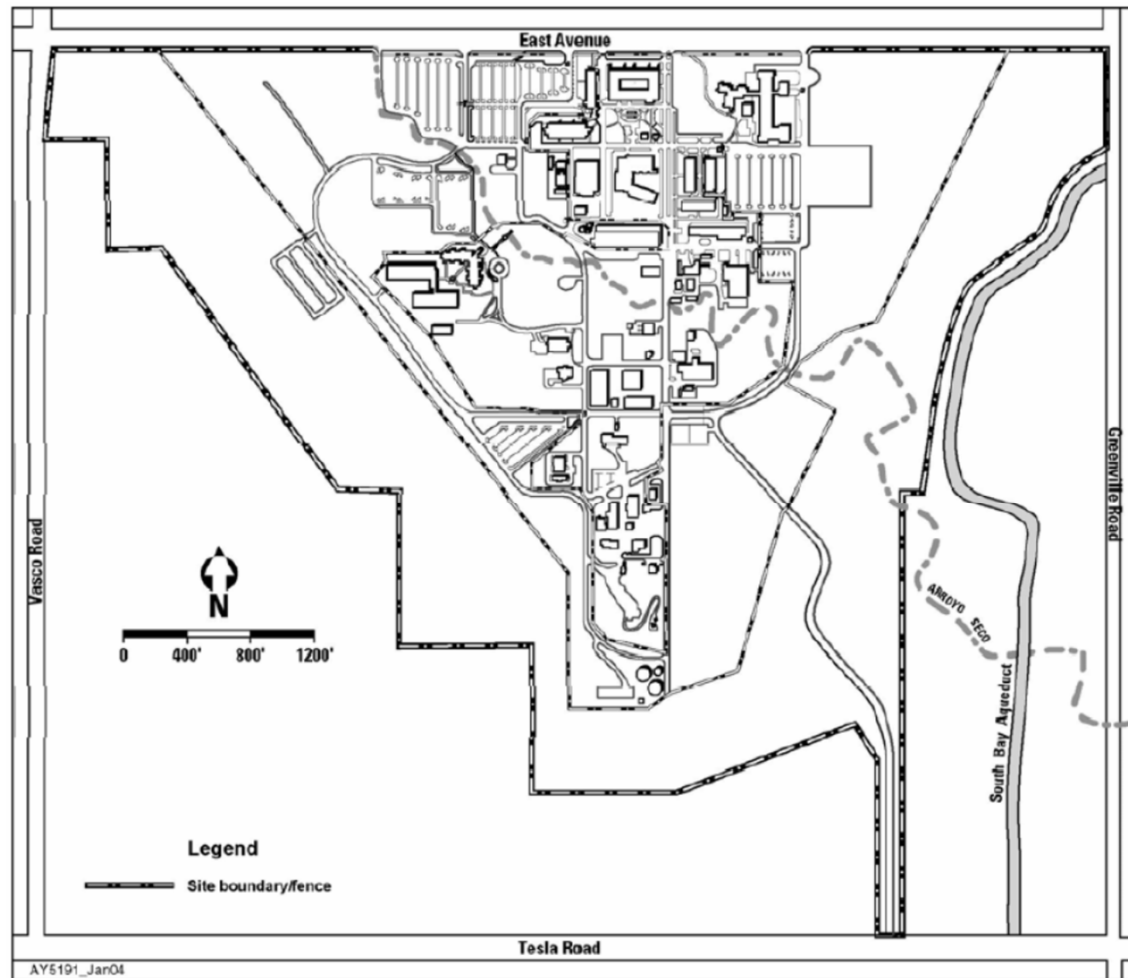 East Avenue
Vasco Road
Greenville Road
N
0 400' 800' 1200'
ARROYO SECO
South Bay Aqueduct
Legend
Site boundary/fence
Tesla Road
AY5191_Jan04